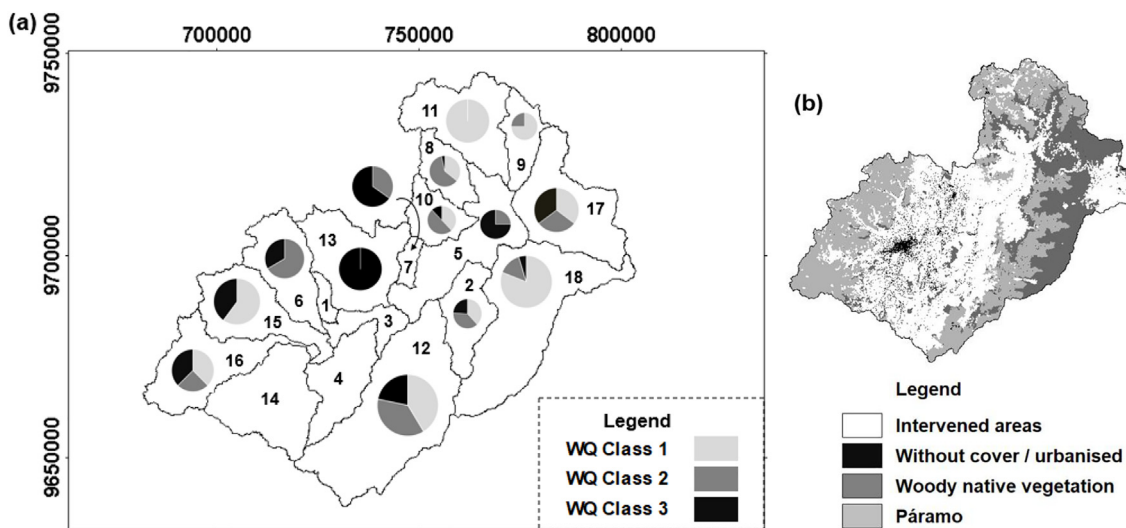 (a)
700000 750000 800000
9750000
9700000
9650000
11
8
9
10
17
13
7
5
18
6
1
2
15
3
12
16
4
14
Legend
WQ Class 1
WQ Class 2
WQ Class 3
(b)
Legend
Intervened areas
Without cover / urbanised
Woody native vegetation
Páramo